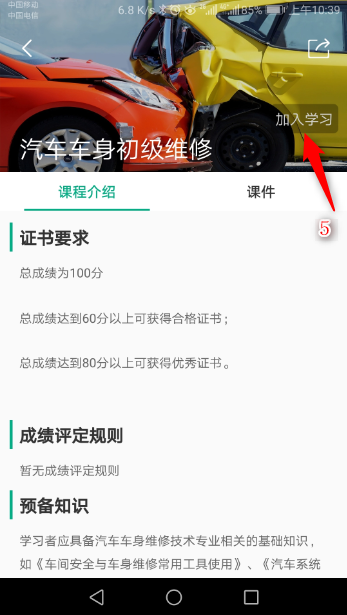 中国移动
中国电信
6.8 K/s 85% 上午10:39
加入学习
汽车车身初级维修
课程介绍 课件
5
证书要求
总成绩为100分
总成绩达到60分以上可获得合格证书；
总成绩达到80分以上可获得优秀证书。
成绩评定规则
暂无成绩评定规则
预备知识
学习者应具备汽车车身维修技术专业相关的基础知识，
如《车间安全与车身维修常用工具使用》、《汽车系统